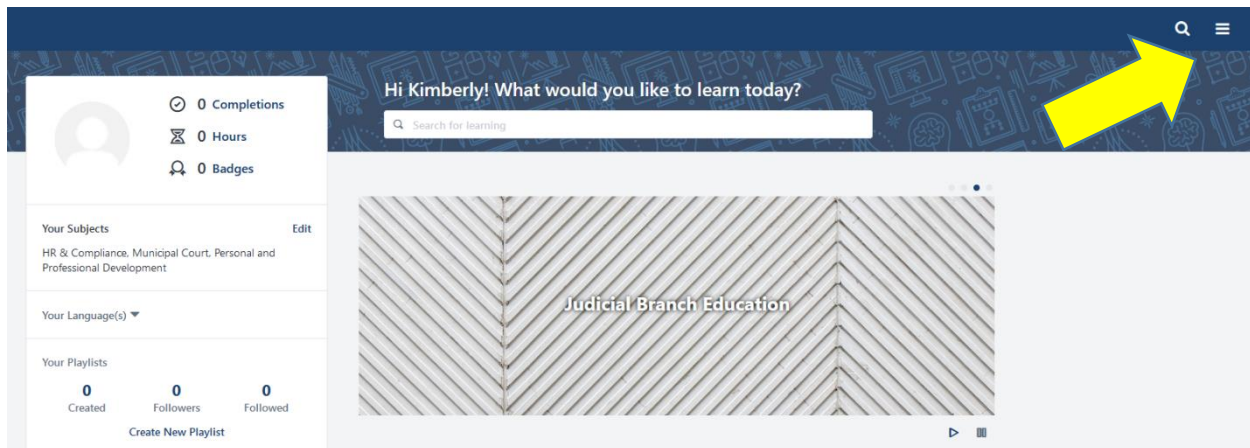 0 Completions
0 Hours
0 Badges
Hi Kimberly! What would you like to learn today?
Search for learning
Your Subjects Edit
HR & Compliance, Municipal Court, Personal and
Professional Development
Your Language(s)
Your Playlists
0 0 0
Created Followers Followed
Create New Playlist
Judicial Branch Education